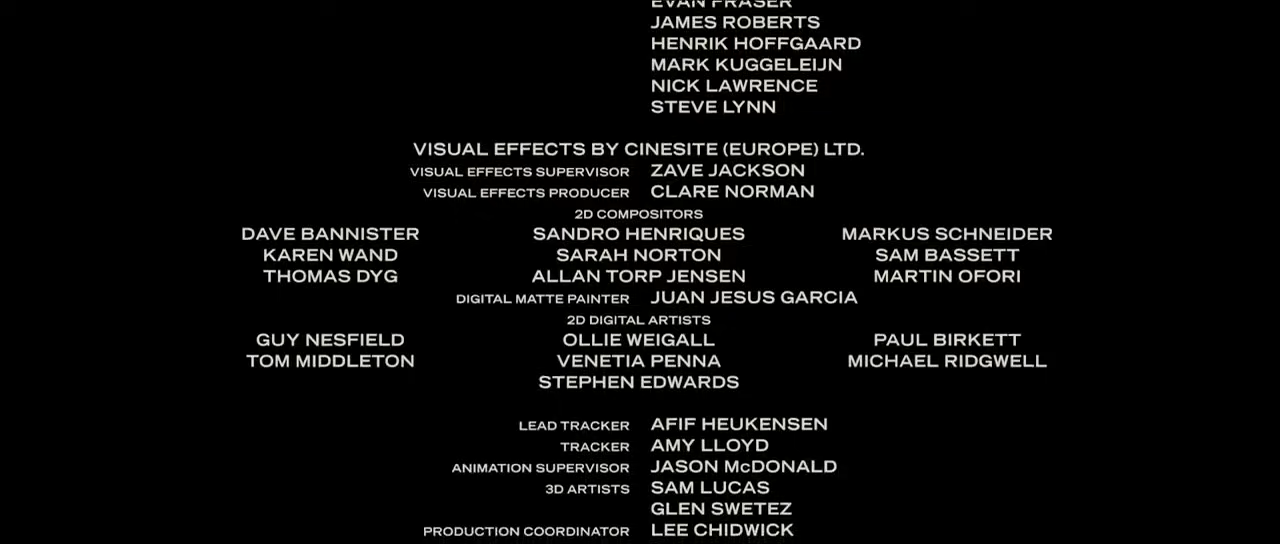 EVAN FRASER
JAMES ROBERTS
HENRIK HOFFGAARD
MARK KUGGELEIJN
NICK LAWRENCE
STEVE LYNN
VISUAL EFFECTS BY CINESITE (EUROPE) LTD.
VISUAL EFFECTS SUPERVISOR ZAVE JACKSON
VISUAL EFFECTS PRODUCER CLARE NORMAN
2D COMPOSITORS
DAVE BANNISTER SANDRO HENRIQUES MARKUS SCHNEIDER
KAREN WAND SARAH NORTON SAM BASSETT
THOMAS DYG ALLAN TORP JENSEN MARTIN OFORI
DIGITAL MATTE PAINTER JUAN JESUS GARCIA
2D DIGITAL ARTISTS
GUY NESFIELD OLLIE WEIGALL PAUL BIRKETT
TOM MIDDLETON VENETIA PENNA MICHAEL RIDGWELL
STEPHEN EDWARDS
LEAD TRACKER AFIF HEUKENSEN
TRACKER AMY LLOYD
ANIMATION SUPERVISOR JASON McDONALD
3D ARTISTS SAM LUCAS
GLEN SWETEZ
PRODUCTION COORDINATOR LEE CHIDWICK